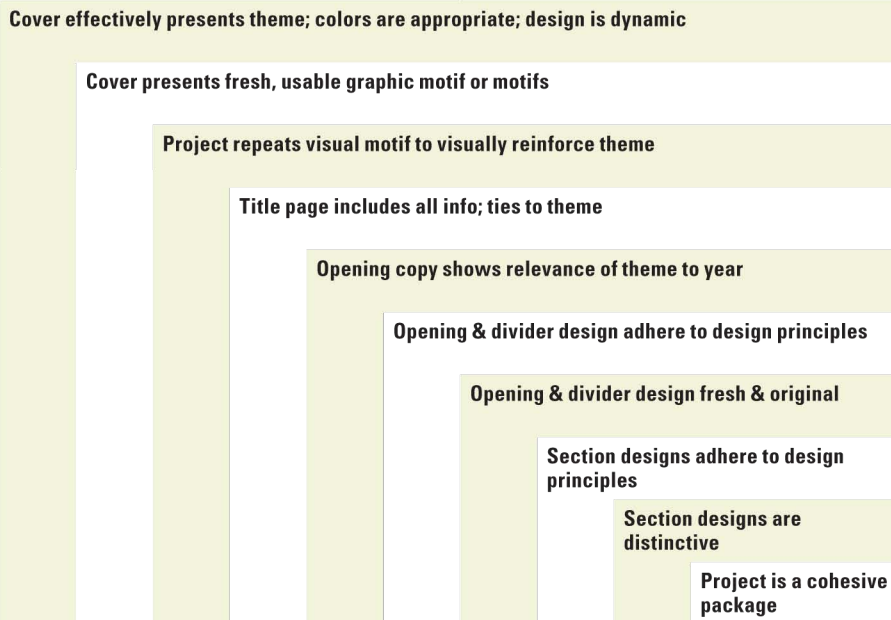 Cover effectively presents theme; colors are appropriate; design is dynamic
Cover presents fresh, usable graphic motif or motifs
Project repeats visual motif to visually reinforce theme
Title page includes all info; ties to theme
Opening copy shows relevance of theme to year
Opening & divider design adhere to design principles
Opening & divider design fresh & original
Section designs adhere to design
principles
Section designs are
distinctive
Project is a cohesive
package